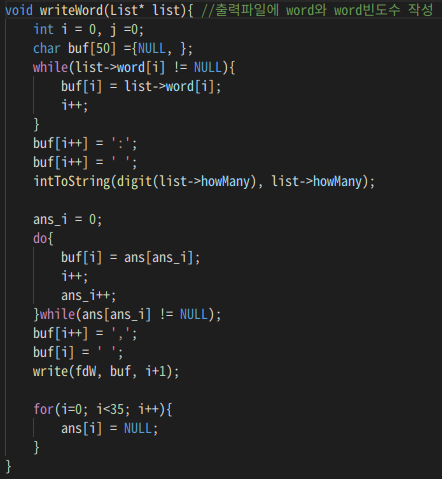 void writeWord(List* list){ //출력파일에 word와 word빈도수 작성
    int i = 0, j =0;
    char buf[50] ={NULL, };
    while(list->word[i] != NULL){
        buf[i] = list->word[i];
        i++;
    }
    buf[i++] = ':';
    buf[i++] = ' ';
    intToString(digit(list->howMany), list->howMany);

    ans_i = 0;
    do{
        buf[i] = ans[ans_i];
        i++;
        ans_i++;
    }while(ans[ans_i] != NULL);
    buf[i++] = ',';
    buf[i] = ' ';
    write(fdW, buf, i+1);

    for(i=0; i<35; i++){
        ans[i] = NULL;
    }
}